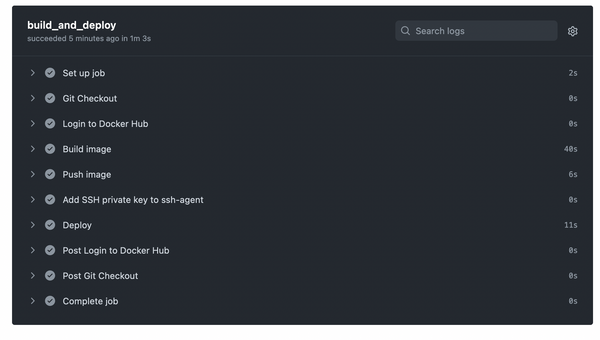 build_and_deploy
succeeded 5 minutes ago in 1m 3s
Search logs
Set up job 2s
Git Checkout 0s
Login to Docker Hub 0s
Build image 40s
Push image 6s
Add SSH private key to ssh-agent 0s
Deploy 11s
Post Login to Docker Hub 0s
Post Git Checkout 0s
Complete job 0s